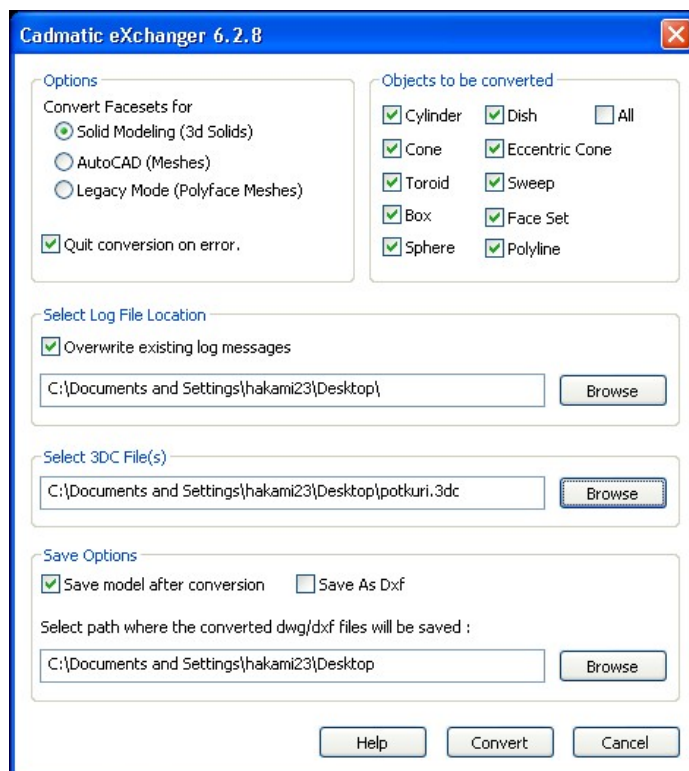 Cadmatic eXchanger 6.2.8
Options
Convert Facesets for
Solid Modeling (3d Solids)
AutoCAD (Meshes)
Legacy Mode (Polyface Meshes)
Quit conversion on error.
Objects to be converted
Cylinder Dish All
Cone Eccentric Cone
Toroid Sweep
Box Face Set
Sphere Polyline
Select Log File Location
Overwrite existing log messages
C:\Documents and Settings\hakami23\Desktop\ Browse
Select 3DC File(s)
C:\Documents and Settings\hakami23\Desktop\potkuri.3dc Browse
Save Options
Save model after conversion Save As Dxf
Select path where the converted dwg/dxf files will be saved :
C:\Documents and Settings\hakami23\Desktop Browse
Help Convert Cancel